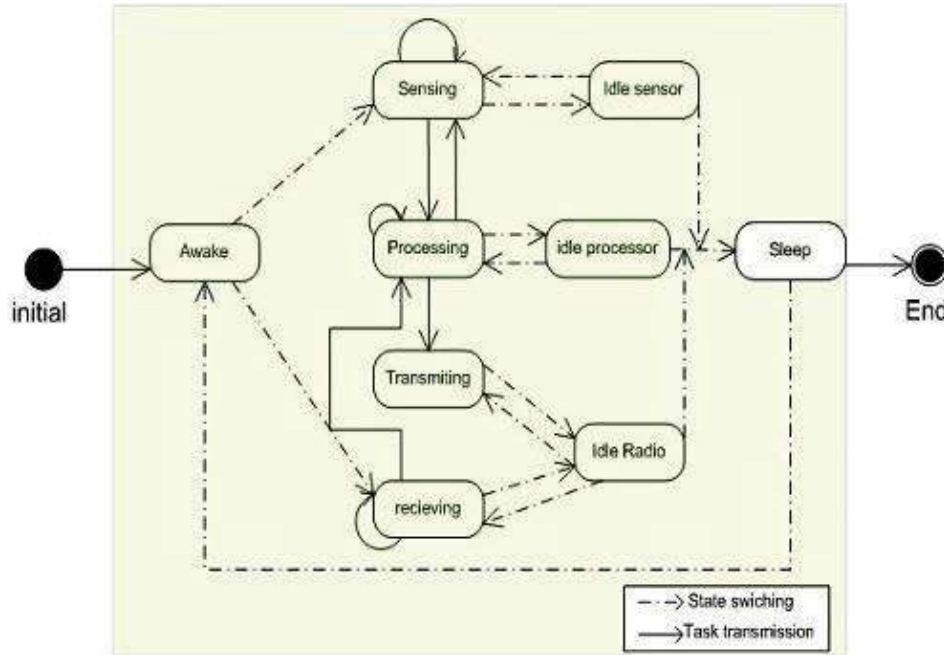 Sensing
Idle sensor
Awake
Processing
idle processor
Sleep
initial
End
Transmiting
Idle Radio
recieving
State swiching
Task transmission